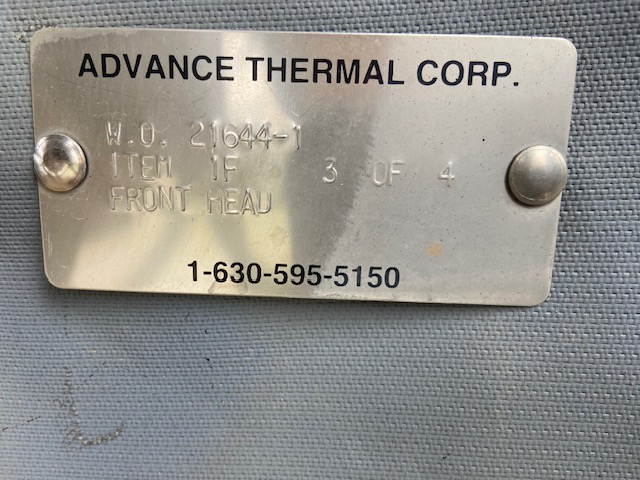 ADVANCE THERMAL CORP.
W.O. 21644-1
ITEM 1F 3 OF 4
FRONT HEAD
1-630-595-5150